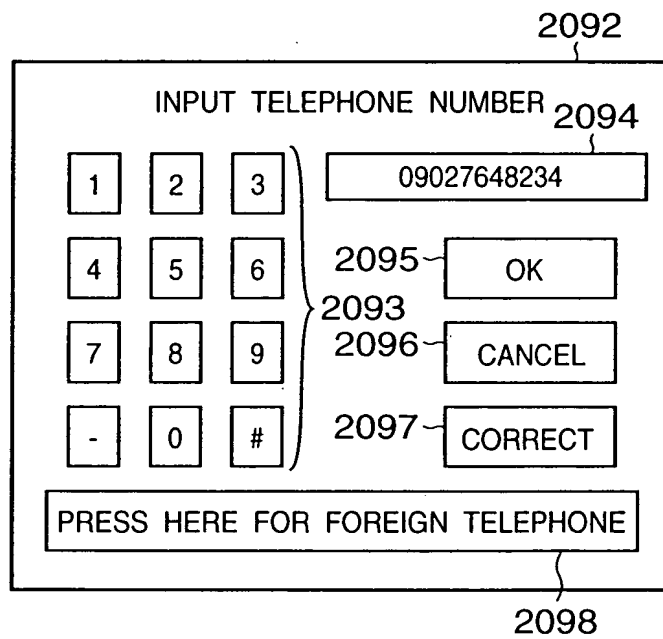 2092
INPUT TELEPHONE NUMBER
2094
1 2 3
09027648234
4 5 6
2095
OK
2093
7 8 9
2096
CANCEL
- 0 #
2097
CORRECT
PRESS HERE FOR FOREIGN TELEPHONE
2098